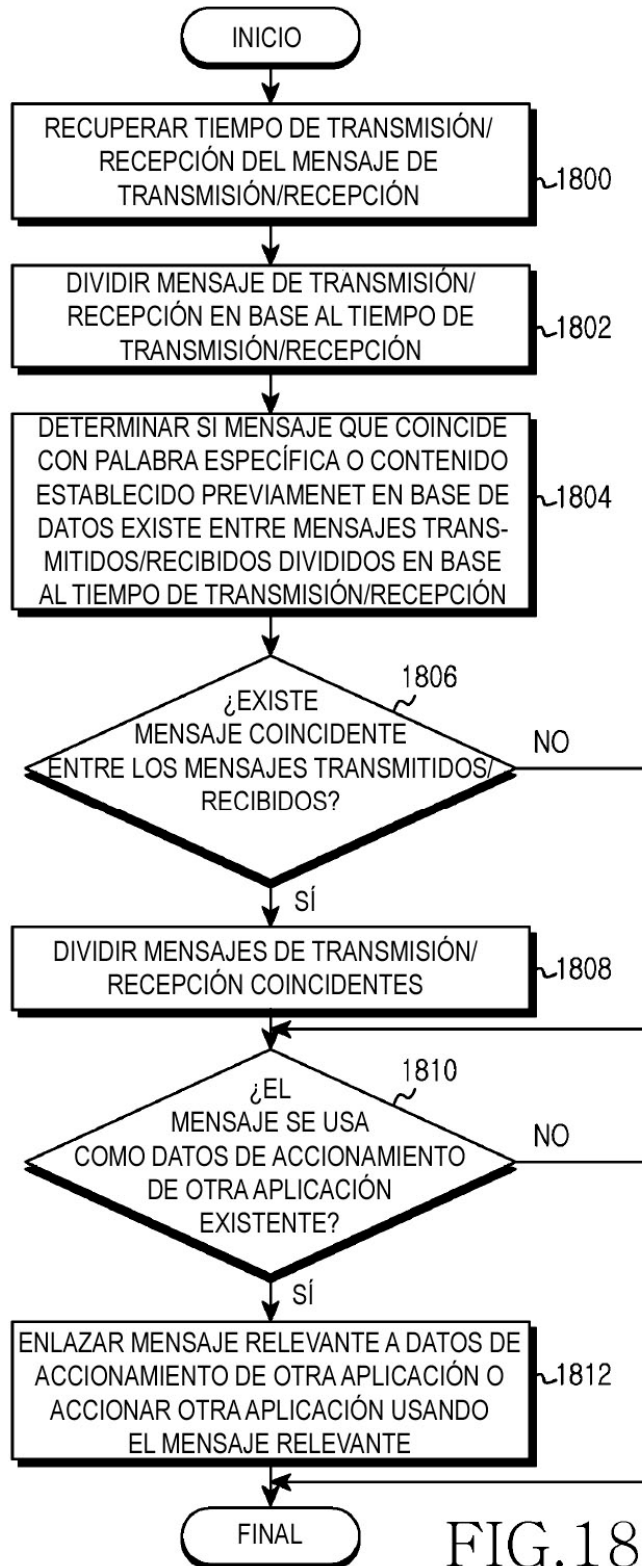 INICIO
RECUPERAR TIEMPO DE TRANSMISIÓN/
RECEPCIÓN DEL MENSAJE DE
TRANSMISIÓN/RECEPCIÓN
1800
DIVIDIR MENSAJE DE TRANSMISIÓN/
RECEPCIÓN EN BASE AL TIEMPO DE
TRANSMISIÓN/RECEPCIÓN
1802
DETERMINAR SI MENSAJE QUE COINCIDE
CON PALABRA ESPECÍFICA O CONTENIDO
ESTABLECIDO PREVIAMENET EN BASE DE
DATOS EXISTE ENTRE MENSAJES TRANS-
MITIDOS/RECIBIDOS DIVIDIDOS EN BASE
AL TIEMPO DE TRANSMISIÓN/RECEPCIÓN
1804
1806
¿EXISTE
MENSAJE COINCIDENTE
ENTRE LOS MENSAJES TRANSMITIDOS/
RECIBIDOS?
NO
SÍ
DIVIDIR MENSAJES DE TRANSMISIÓN/
RECEPCIÓN COINCIDENTES
1808
1810
¿EL
MENSAJE SE USA
COMO DATOS DE ACCIONAMIENTO
DE OTRA APLICACIÓN
EXISTENTE?
NO
SÍ
ENLAZAR MENSAJE RELEVANTE A DATOS DE
ACCIONAMIENTO DE OTRA APLICACIÓN O
ACCIONAR OTRA APLICACIÓN USANDO
EL MENSAJE RELEVANTE
1812
FINAL
FIG.18